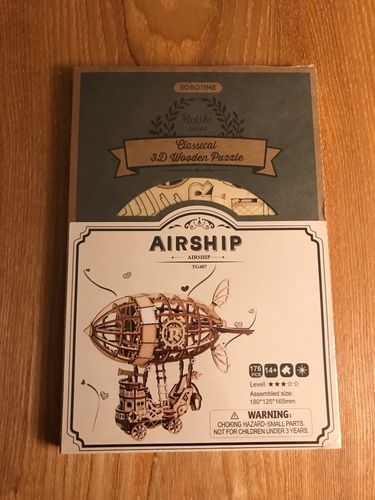 ROBOTIME
Rolife
Classical
3D Wooden Puzzle
AIRSHIP
AIRSHIP
TG407
R
176
PCS
14+
Level: ★★★☆☆
Assembled size:
180*125*165mm
WARNING:
CHOKING HAZARD-SMALL PARTS.
NOT FOR CHILDREN UNDER 3 YEARS.